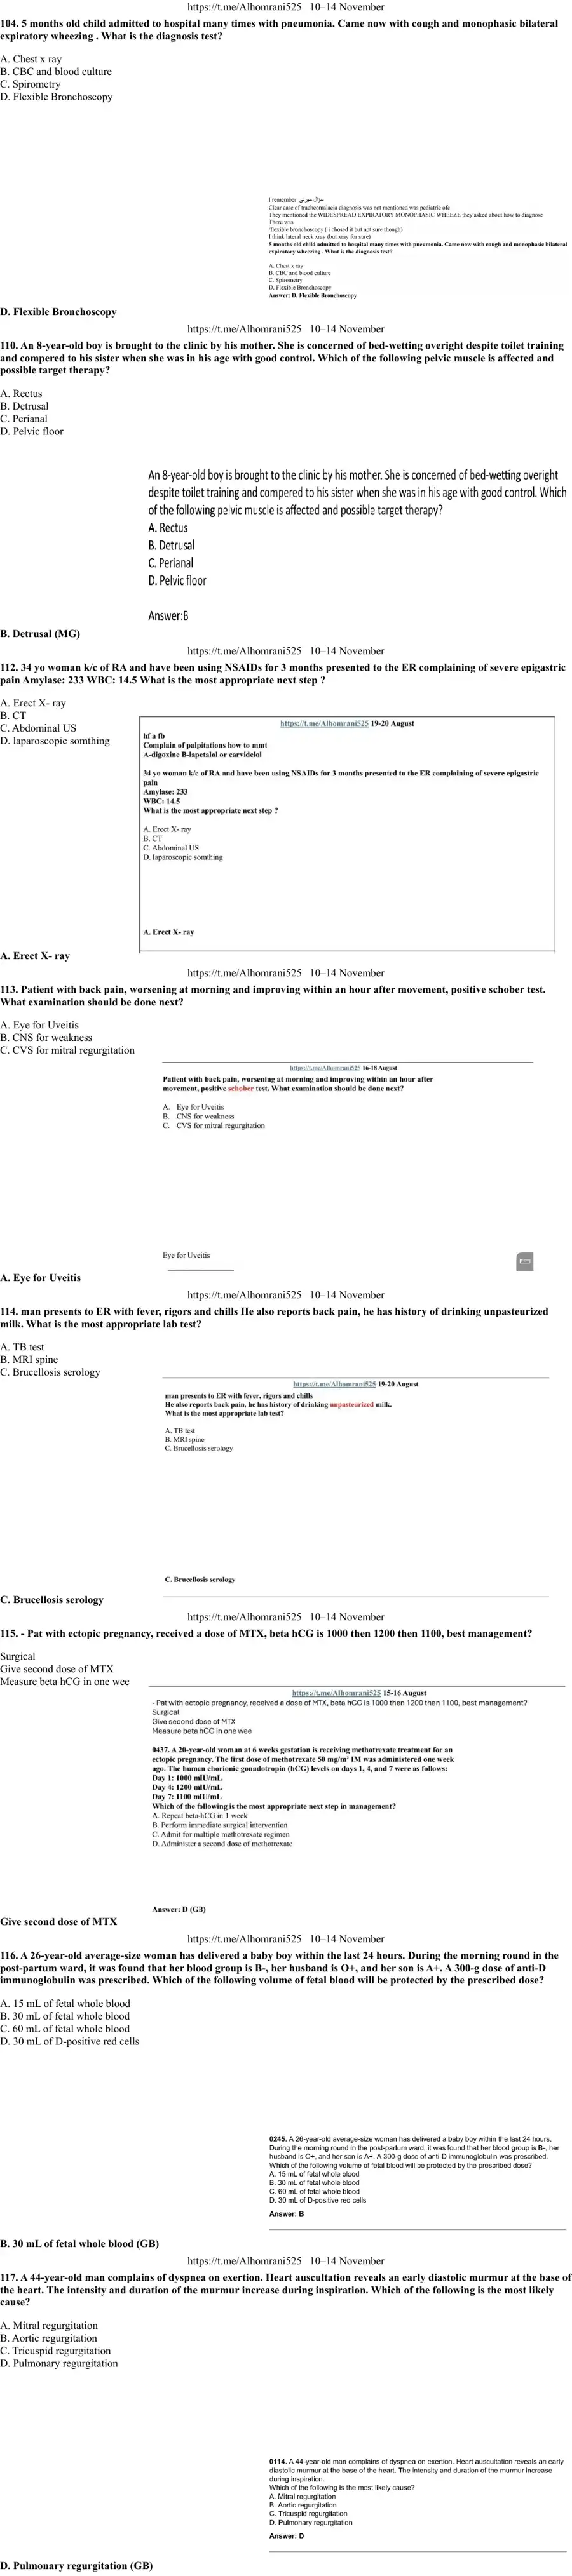 https://t.me/Alhomrani525 10–14 November
104. 5 months old child admitted to hospital many times with pneumonia. Came now with cough and monophasic bilateral
expiratory wheezing . What is the diagnosis test?
A. Chest x ray
B. CBC and blood culture
C. Spirometry
D. Flexible Bronchoscopy
I remember سؤال حيرني
Clear case of tracheomalacia diagnosis was not mentioned was pediatric ofc
They mentioned the WIDESPREAD EXPIRATORY MONOPHASIC WHEEZE they asked about how to diagnose
There was
/flexible bronchoscopy ( i chosed it but not sure though)
I think lateral neck xray (but xray for sure)
5 months old child admitted to hospital many times with pneumonia. Came now with cough and monophasic bilateral
expiratory wheezing . What is the diagnosis test?
A. Chest x ray
B. CBC and blood culture
C. Spirometry
D. Flexible Bronchoscopy
Answer: D. Flexible Bronchoscopy
D. Flexible Bronchoscopy
https://t.me/Alhomrani525 10–14 November
110. An 8-year-old boy is brought to the clinic by his mother. She is concerned of bed-wetting overight despite toilet training
and compered to his sister when she was in his age with good control. Which of the following pelvic muscle is affected and
possible target therapy?
A. Rectus
B. Detrusal
C. Perianal
D. Pelvic floor
An 8-year-old boy is brought to the clinic by his mother. She is concerned of bed-wetting overight
despite toilet training and compered to his sister when she was in his age with good control. Which
of the following pelvic muscle is affected and possible target therapy?
A. Rectus
B. Detrusal
C. Perianal
D. Pelvic floor
Answer:B
B. Detrusal (MG)
https://t.me/Alhomrani525 10–14 November
112. 34 yo woman k/c of RA and have been using NSAIDs for 3 months presented to the ER complaining of severe epigastric
pain Amylase: 233 WBC: 14.5 What is the most appropriate next step ?
A. Erect X- ray
B. CT
C. Abdominal US
D. laparoscopic somthing
https://t.me/Alhomrani525 19-20 August
hf a fb
Complain of palpitations how to mmt
A-digoxine B-lapetalol or carvidelol
34 yo woman k/c of RA and have been using NSAIDs for 3 months presented to the ER complaining of severe epigastric
pain
Amylase: 233
WBC: 14.5
What is the most appropriate next step ?
A. Erect X- ray
B. CT
C. Abdominal US
D. laparoscopic somthing
A. Erect X- ray
A. Erect X- ray
https://t.me/Alhomrani525 10–14 November
113. Patient with back pain, worsening at morning and improving within an hour after movement, positive schober test.
What examination should be done next?
A. Eye for Uveitis
B. CNS for weakness
C. CVS for mitral regurgitation
https://t.me/Alhomrani525 16-18 August
Patient with back pain, worsening at morning and improving within an hour after
movement, positive schober test. What examination should be done next?
A. Eye for Uveitis
B. CNS for weakness
C. CVS for mitral regurgitation
Eye for Uveitis
A. Eye for Uveitis
https://t.me/Alhomrani525 10–14 November
114. man presents to ER with fever, rigors and chills He also reports back pain, he has history of drinking unpasteurized
milk. What is the most appropriate lab test?
A. TB test
B. MRI spine
C. Brucellosis serology
https://t.me/Alhomrani525 19-20 August
man presents to ER with fever, rigors and chills
He also reports back pain, he has history of drinking unpasteurized milk.
What is the most appropriate lab test?
A. TB test
B. MRI spine
C. Brucellosis serology
C. Brucellosis serology
C. Brucellosis serology
https://t.me/Alhomrani525 10–14 November
115. - Pat with ectopic pregnancy, received a dose of MTX, beta hCG is 1000 then 1200 then 1100, best management?
Surgical
Give second dose of MTX
Measure beta hCG in one wee
https://t.me/Alhomrani525 15-16 August
- Pat with ectopic pregnancy, received a dose of MTX, beta hCG is 1000 then 1200 then 1100, best management?
Surgical
Give second dose of MTX
Measure beta hCG in one wee
0437. A 20-year-old woman at 6 weeks gestation is receiving methotrexate treatment for an
ectopic pregnancy. The first dose of methotrexate 50 mg/m² IM was administered one week
ago. The human chorionic gonadotropin (hCG) levels on days 1, 4, and 7 were as follows:
Day 1: 1000 mIU/mL
Day 4: 1200 mIU/mL
Day 7: 1100 mIU/mL
Which of the following is the most appropriate next step in management?
A. Repeat beta-hCG in 1 week
B. Perform immediate surgical intervention
C. Admit for multiple methotrexate regimen
D. Administer a second dose of methotrexate
Answer: D (GB)
Give second dose of MTX
https://t.me/Alhomrani525 10–14 November
116. A 26-year-old average-size woman has delivered a baby boy within the last 24 hours. During the morning round in the
post-partum ward, it was found that her blood group is B-, her husband is O+, and her son is A+. A 300-g dose of anti-D
immunoglobulin was prescribed. Which of the following volume of fetal blood will be protected by the prescribed dose?
A. 15 mL of fetal whole blood
B. 30 mL of fetal whole blood
C. 60 mL of fetal whole blood
D. 30 mL of D-positive red cells
0245. A 26-year-old average-size woman has delivered a baby boy within the last 24 hours.
During the morning round in the post-partum ward, it was found that her blood group is B-, her
husband is O+, and her son is A+. A 300-g dose of anti-D immunoglobulin was prescribed.
Which of the following volume of fetal blood will be protected by the prescribed dose?
A. 15 mL of fetal whole blood
B. 30 mL of fetal whole blood
C. 60 mL of fetal whole blood
D. 30 mL of D-positive red cells
Answer: B
B. 30 mL of fetal whole blood (GB)
https://t.me/Alhomrani525 10–14 November
117. A 44-year-old man complains of dyspnea on exertion. Heart auscultation reveals an early diastolic murmur at the base of
the heart. The intensity and duration of the murmur increase during inspiration. Which of the following is the most likely
cause?
A. Mitral regurgitation
B. Aortic regurgitation
C. Tricuspid regurgitation
D. Pulmonary regurgitation
0114. A 44-year-old man complains of dyspnea on exertion. Heart auscultation reveals an early
diastolic murmur at the base of the heart. The intensity and duration of the murmur increase
during inspiration.
Which of the following is the most likely cause?
A. Mitral regurgitation
B. Aortic regurgitation
C. Tricuspid regurgitation
D. Pulmonary regurgitation
Answer: D
D. Pulmonary regurgitation (GB)